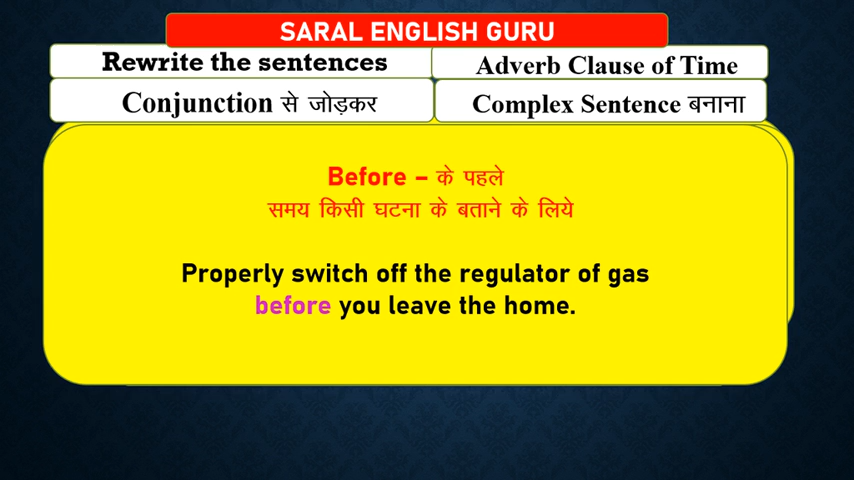 SARAL ENGLISH GURU
Rewrite the sentences
Adverb Clause of Time
Conjunction से जोड़कर
Complex Sentence बनाना
Before – के पहले
समय किसी घटना के बताने के लिये
Properly switch off the regulator of gas
before you leave the home.